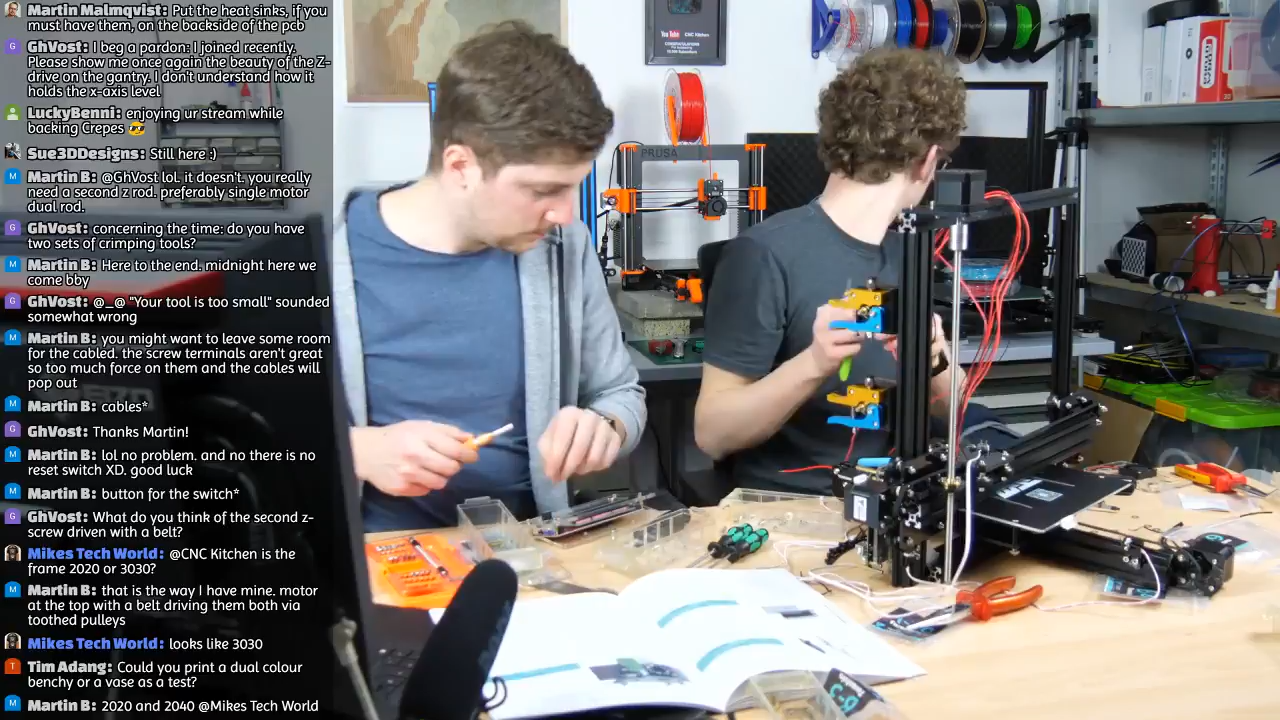 Martin Malmqvist: Put the heat sinks, if you
must have them, on the backside of the pcb
GhVost: I beg a pardon: I joined recently.
Please show me once again the beauty of the Z-
drive on the gantry. I don't understand how it
holds the x-axis level
LuckyBenni: enjoying ur stream while
backing Crepes 🤓
Sue3DDesigns: Still here :)
Martin B: @GhVost lol. it doesn't. you really
need a second z rod. preferably single motor
dual rod.
GhVost: concerning the time: do you have
two sets of crimping tools?
Martin B: Here to the end. midnight here we
come bby
GhVost: @_@ "Your tool is too small" sounded
somewhat wrong
Martin B: you might want to leave some room
for the cabled. the screw terminals aren't great
so too much force on them and the cables will
pop out
Martin B: cables*
GhVost: Thanks Martin!
Martin B: lol no problem. and no there is no
reset switch XD. good luck
Martin B: button for the switch*
GhVost: What do you think of the second z-
screw driven with a belt?
Mikes Tech World: @CNC Kitchen is the
frame 2020 or 3030?
Martin B: that is the way I have mine. motor
in the top with a belt driving them both via
toothed pully
Mikes Tech World: looks like 3030
Tim Adang: Could you print a dual colour
benchy or a vase as a test?
Martin B: 2020 and 2040 @Mikes Tech World
YouTube CNC Kitchen
PRUSA